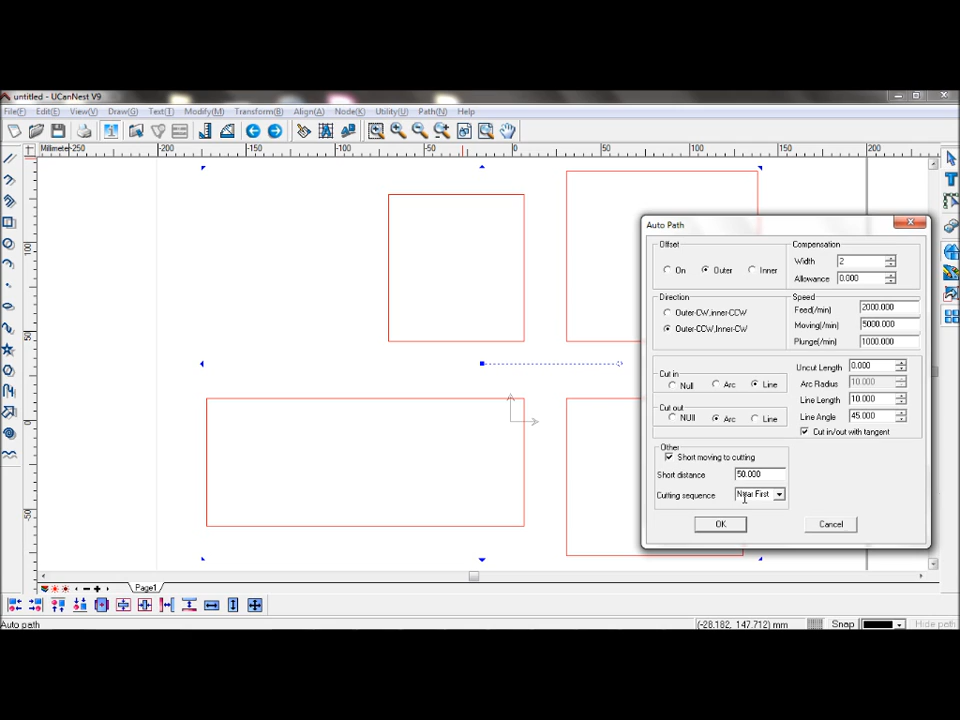 untitled - UCanNest V9
File(F) Edit(E) View(V) Draw(G) Text(T) Modify(M) Transform(B) Align(A) Node(K) Utility(U) Path(N) Help
Millimete -250 -200 -150 -100 -50 0 50 100 150 200
100
50
0
-50
Auto Path
Offset
On Outer Inner
Compensation
Width 2
Allowance 0.000
Direction
Outer-CW,inner-CCW
Outer-CCW,Inner-CW
Speed
Feed(/min) 2000.000
Moving(/min) 5000.000
Plunge(/min) 1000.000
Cut in
Null Arc Line
Cut out
NUll Arc Line
Uncut Length 0.000
Arc Radius 10.000
Line Length 10.000
Line Angle 45.000
Cut in/out with tangent
Other
Short moving to cutting
Short distance 50.000
Cutting sequence Near First
OK Cancel
Page1
Auto path (-28.182, 147.712) mm Snap Hide path